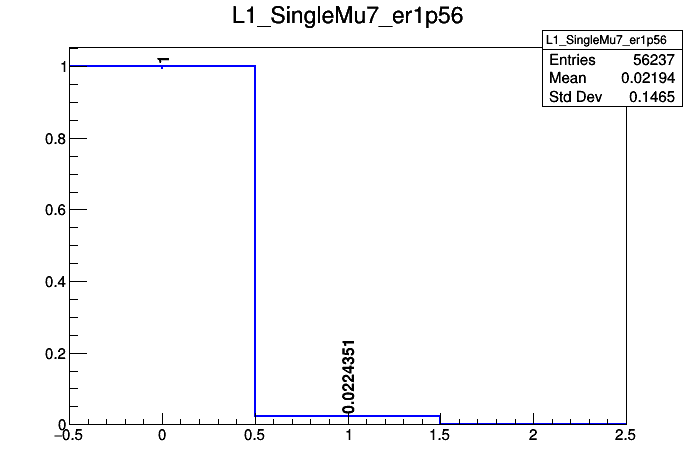 L1_SingleMu7_er1p56
L1_SingleMu7_er1p56
Entries 56237
Mean 0.02194
Std Dev 0.1465
1
0.8
0.6
0.4
0.2
0
1
0.0224351
−0.5 0 0.5 1 1.5 2 2.5